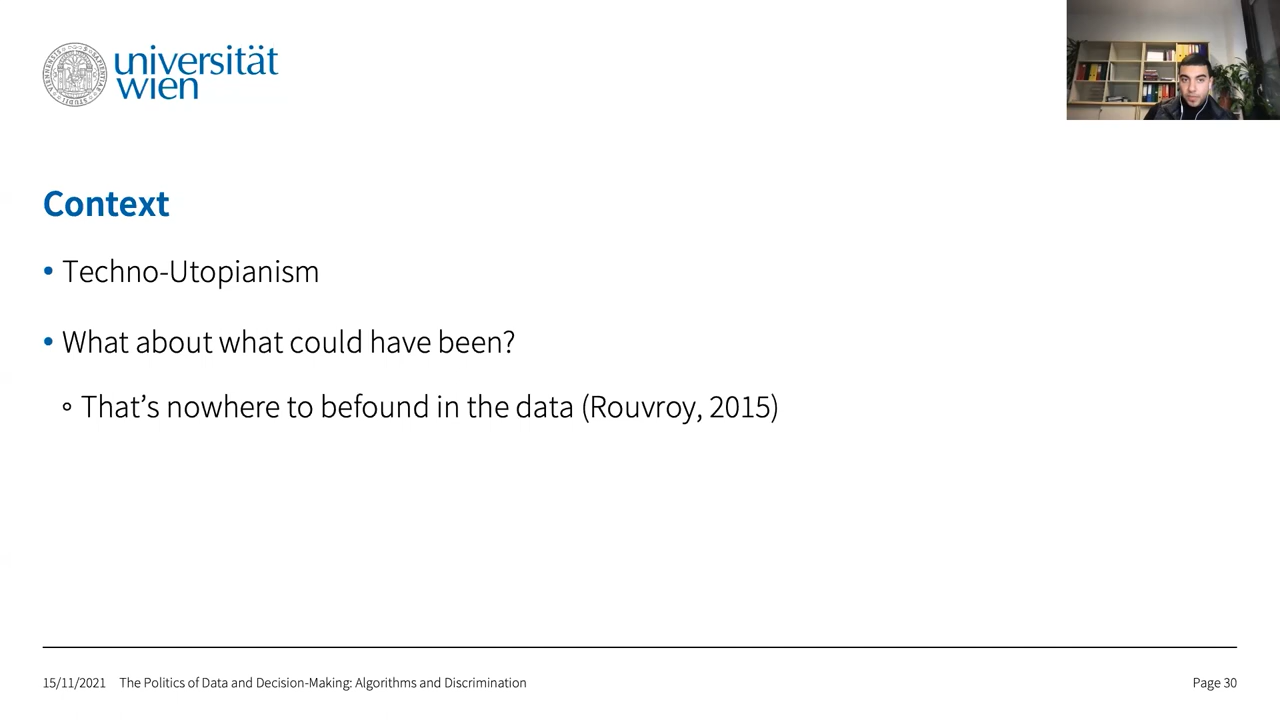 universität
wien
Context
• Techno-Utopianism
• What about what could have been?
∘ That’s nowhere to befound in the data (Rouvroy, 2015)
15/11/2021 The Politics of Data and Decision-Making: Algorithms and Discrimination Page 30